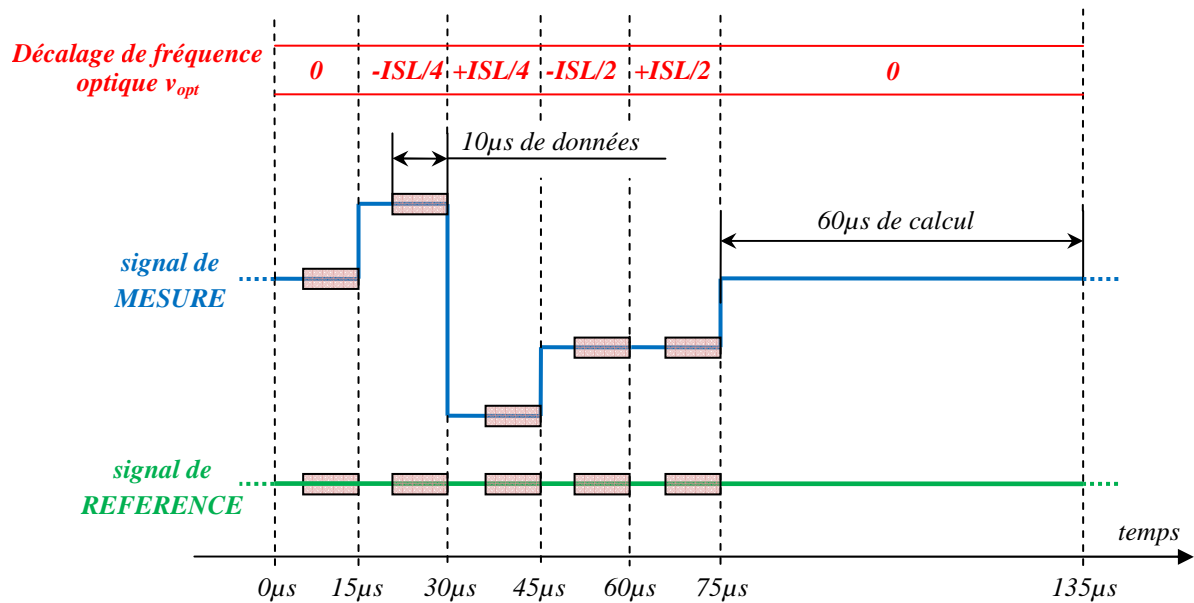 Décalage de fréquence
optique ν_opt
0 -ISL/4 +ISL/4 -ISL/2 +ISL/2 0
10µs de données
60µs de calcul
signal de
MESURE
signal de
REFERENCE
temps
0µs 15µs 30µs 45µs 60µs 75µs 135µs